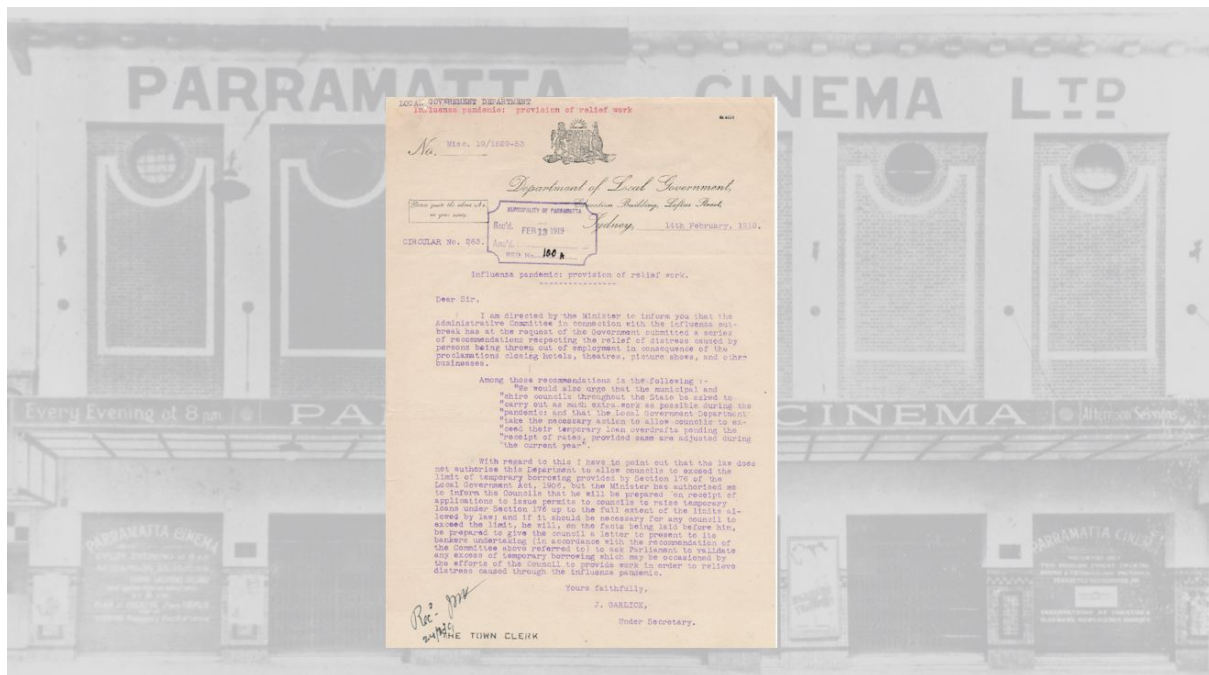 PARRAMATTA CINEMA LTD
LOCAL GOVERNMENT DEPARTMENT
Influenza pandemic: provision of relief work
No. Misc. 19/1829-53
Department of Local Government,
Education Building, Loftus Street,
Sydney, 14th February, 1919.
MUNICIPALITY OF PARRAMATTA
Rec'd. FEB 19 1919
Ans'd.
CIRCULAR No. 263.
Influenza pandemic: provision of relief work.
Dear Sir,
I am directed by the Minister to inform you that the
Administrative Committee in connection with the influenza out-
break has at the request of the Government submitted a series
of recommendations respecting the relief of distress caused by
persons being thrown out of employment in consequence of the
proclamations closing hotels, theatres, picture shows, and other
businesses.
Among those recommendations is the following :-
"We would also urge that the municipal and
"shire councils throughout the State be asked to
"carry out as much extra work as possible during the
"pandemic; and that the Local Government Department
"take the necessary action to allow councils to ex-
"ceed their temporary loan overdrafts pending the
"receipt of rates, provided same are adjusted during
"the current year".
With regard to this I have to point out that the law does
not authorise this Department to allow councils to exceed the
limit of temporary borrowing provided by Section 176 of the
Local Government Act, 1906, but the Minister has authorised me
to inform the Councils that he will be prepared on receipt of
applications to issue permits to councils to raise temporary
loans under Section 176 up to the full extent of the limits al-
lowed by law; and if it should be necessary for any council to
exceed the limit, he will, on the facts being laid before him,
be prepared to give the council a letter to present to its
bankers undertaking (in accordance with the recommendation of
the Committee above referred to) to ask Parliament to validate
any excess of temporary borrowing which may be occasioned by
the efforts of the Council to provide work in order to relieve
distress caused through the influenza pandemic.
Yours faithfully,
J. GARLICK,
Under Secretary.
THE TOWN CLERK
Every Evening at 8 pm PA CINEMA Afternoon Sessions
PARRAMATTA CINEMA
PARRAMATTA CINEMA